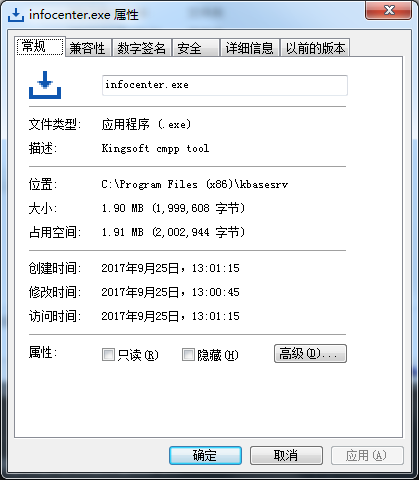 infocenter.exe 属性
常规 兼容性 数字签名 安全 详细信息 以前的版本
infocenter.exe
文件类型: 应用程序 (.exe)
描述: Kingsoft cmpp tool
位置: C:\Program Files (x86)\kbasesrv
大小: 1.90 MB (1,999,608 字节)
占用空间: 1.91 MB (2,002,944 字节)
创建时间: 2017年9月25日，13:01:15
修改时间: 2017年9月25日，13:00:45
访问时间: 2017年9月25日，13:01:15
属性: 只读(R) 隐藏(H) 高级(D)...
确定 取消 应用(A)